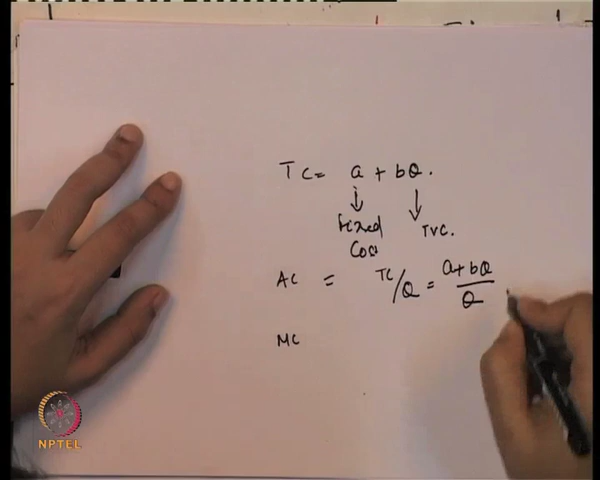 TC = a + bQ.
↓ ↓
Fixed TVC.
Cost
AC = TC/Q = a+bQ/Q
MC
NPTEL